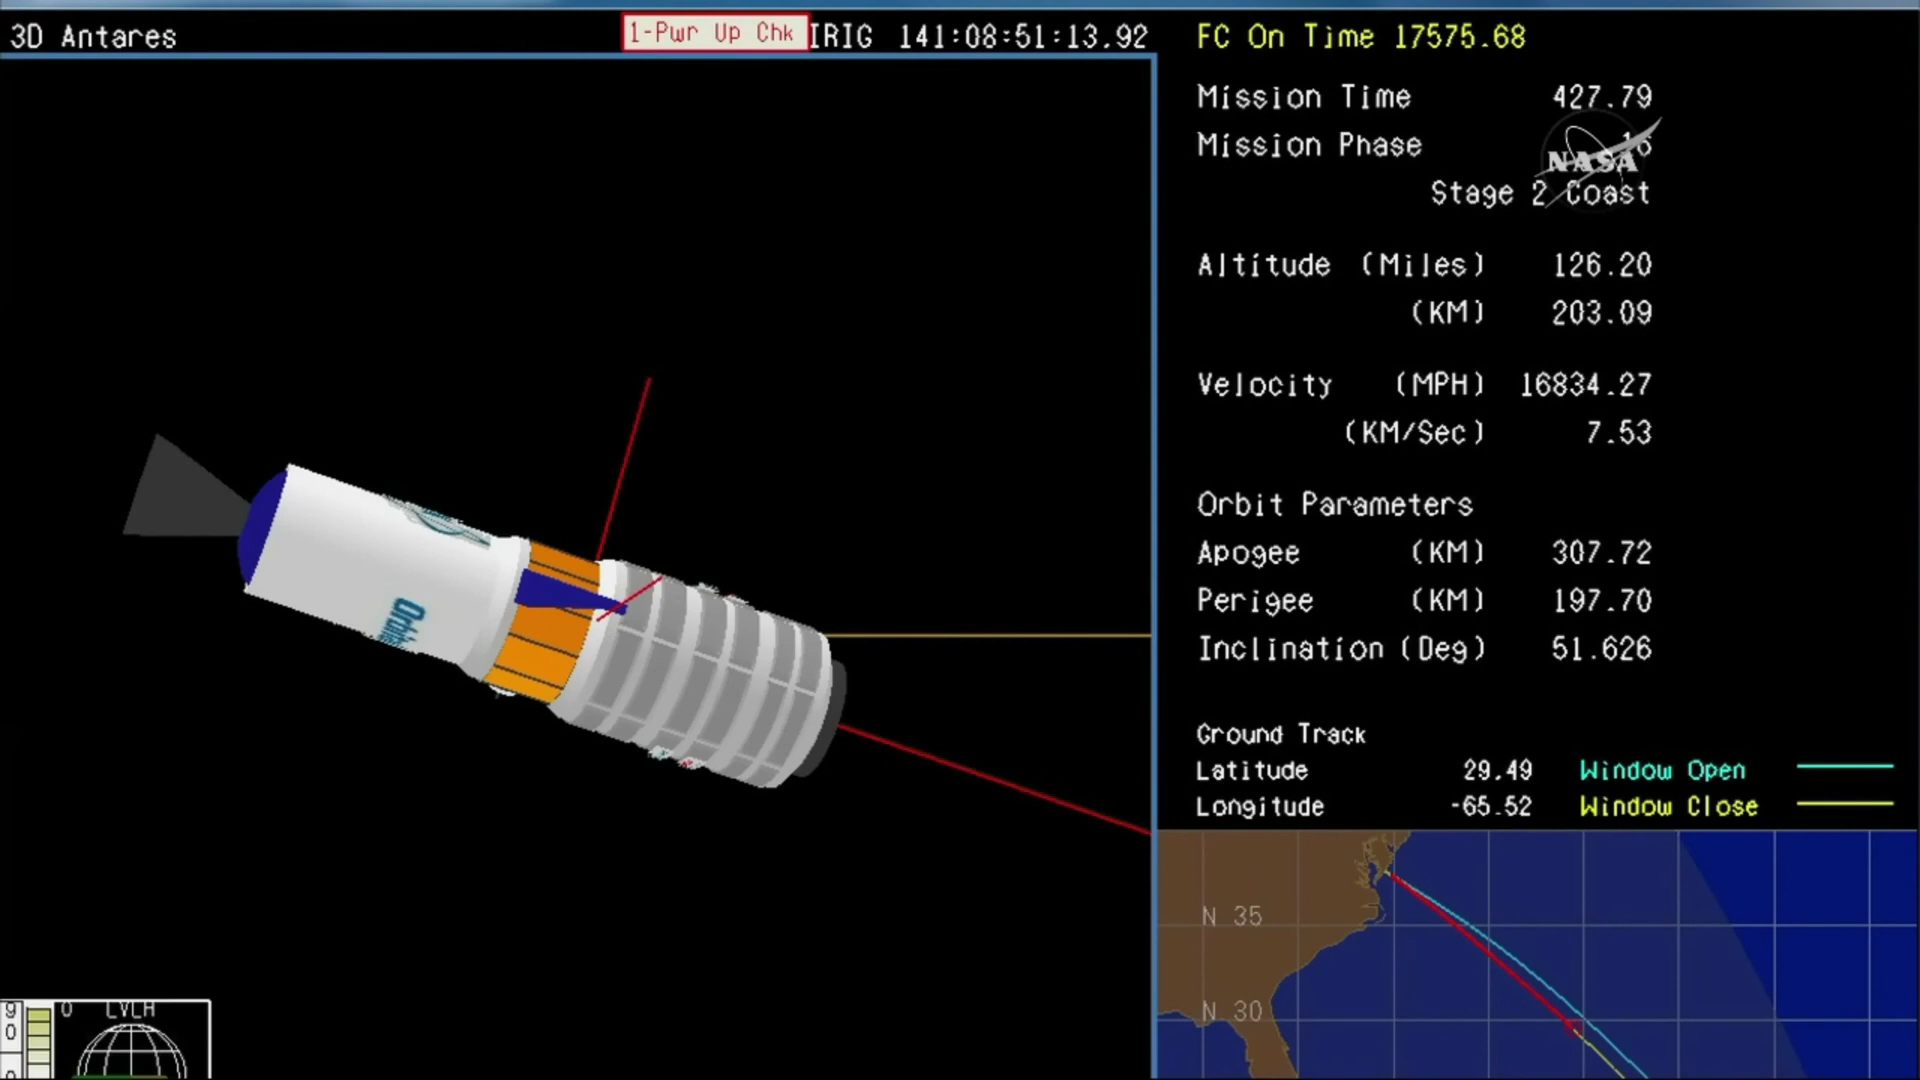 3D Antares
1-Pwr Up Chk
IRIG 141:08:51:13.92
FC On Time 17575.68
Mission Time 427.79
Mission Phase 16
NASA
Stage 2 Coast
Altitude (Miles) 126.20
(KM) 203.09
Velocity (MPH) 16834.27
(KM/Sec) 7.53
Orbit Parameters
Apogee (KM) 307.72
Perigee (KM) 197.70
Inclination (Deg) 51.626
Ground Track
Latitude 29.49 Window Open
Longitude -65.52 Window Close
N 35
N 30
90 0 LVLH